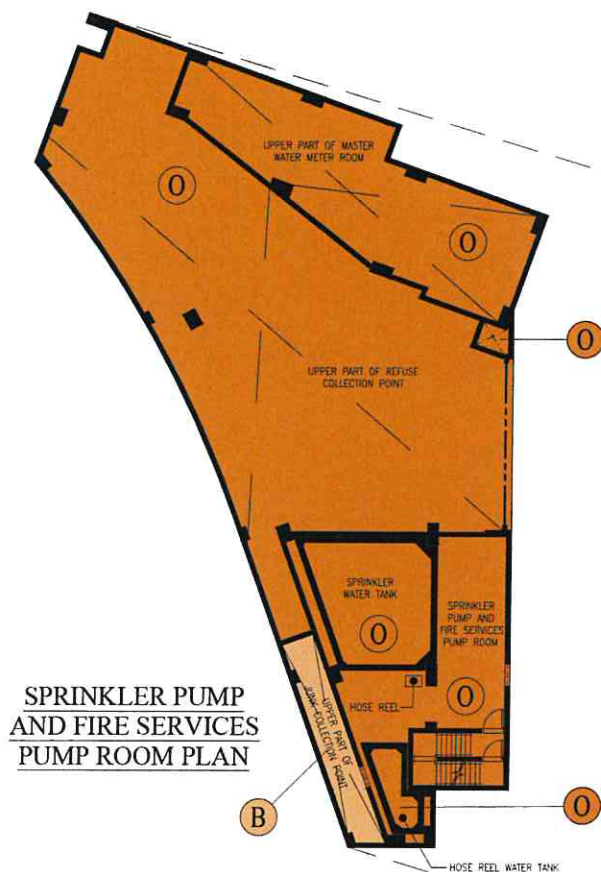 UPPER PART OF MASTER
WATER METER ROOM
O
O
O
UPPER PART OF REFUSE
COLLECTION POINT
SPRINKLER
WATER TANK
O
SPRINKLER
PUMP AND
FIRE SERVICES
PUMP ROOM
O
HOSE REEL
UPPER PART OF
JUNK COLLECTION
POINT
SPRINKLER PUMP
AND FIRE SERVICES
PUMP ROOM PLAN
B
O
HOSE REEL WATER TANK